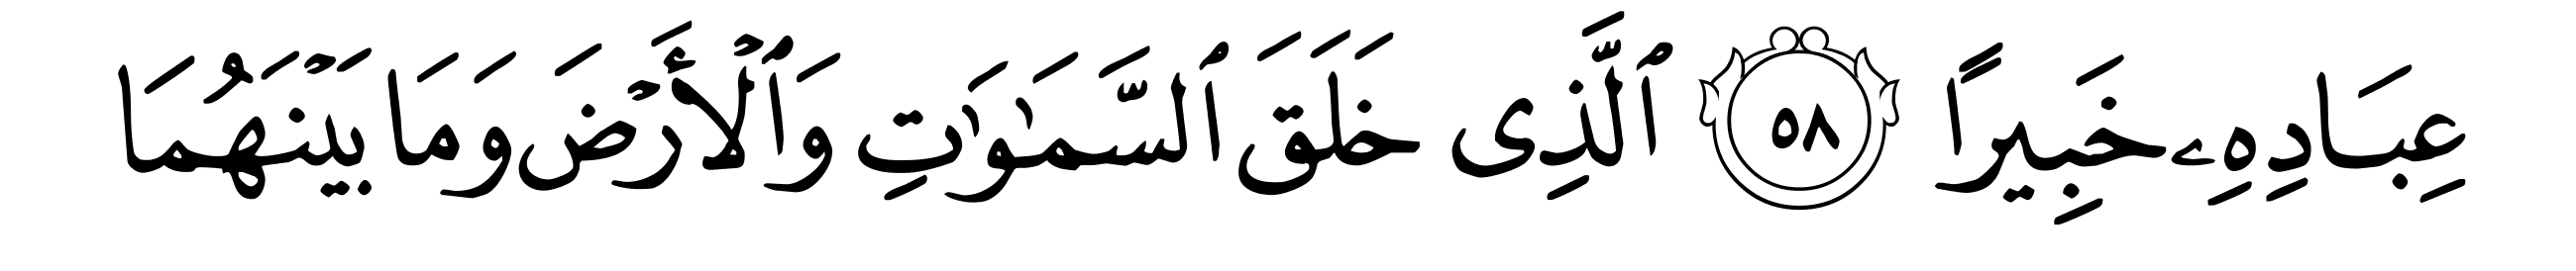 عِبَادِهِۦ خَبِيرًا ٥٨ ٱلَّذِى خَلَقَ ٱلسَّمَـٰوَٰتِ وَٱلْأَرْضَ وَمَا بَيْنَهُمَا